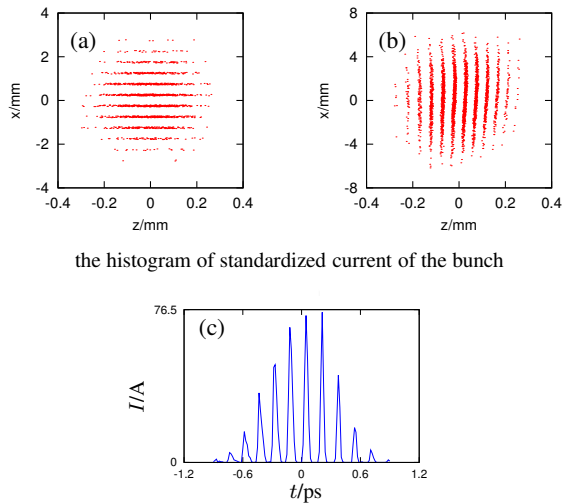 (a)
x/mm
4
2
0
-2
-4
-0.4 -0.2 0 0.2 0.4
z/mm
(b)
x/mm
8
4
0
-4
-8
-0.4 -0.2 0 0.2 0.4
z/mm
the histogram of standardized current of the bunch
(c)
I/A
76.5
0
-1.2 -0.6 0 0.6 1.2
t/ps